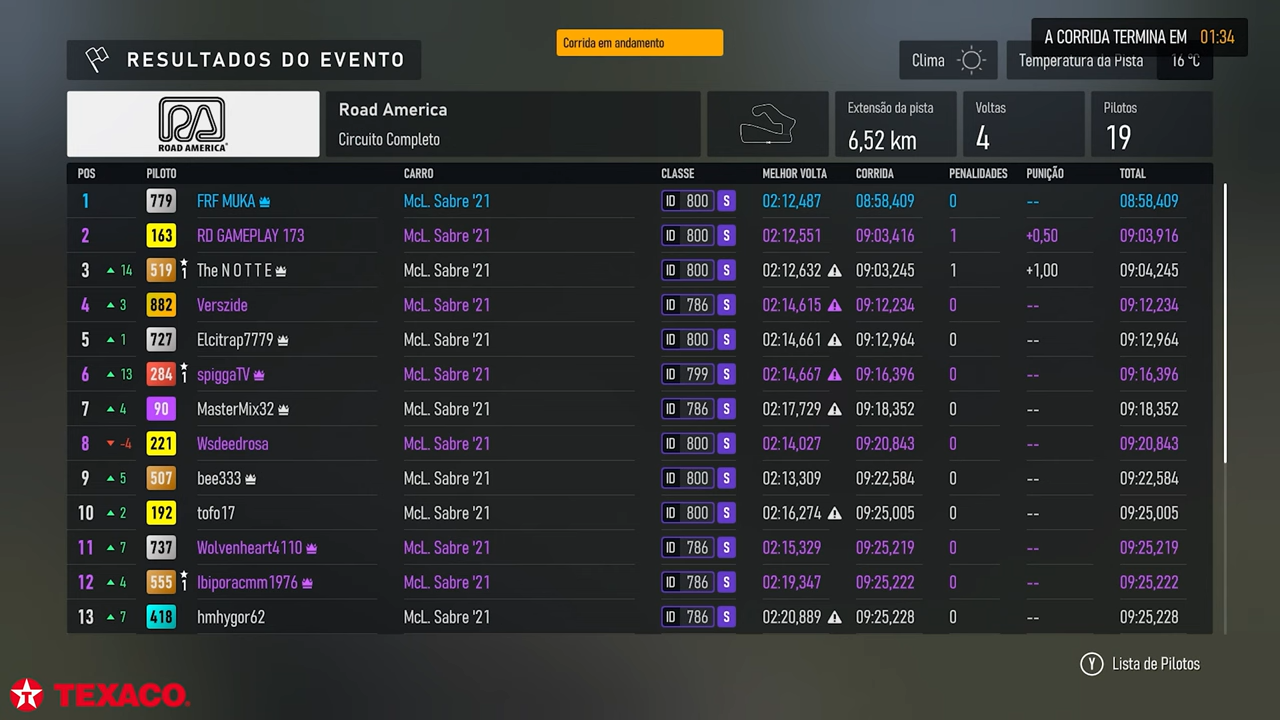 Corrida em andamento
A CORRIDA TERMINA EM 01:34
RESULTADOS DO EVENTO
Clima
Temperatura da Pista 16 °C
RA
ROAD AMERICA
Road America
Circuito Completo
Extensão da pista
6,52 km
Voltas
4
Pilotos
19
POS PILOTO CARRO CLASSE MELHOR VOLTA CORRIDA PENALIDADES PUNIÇÃO TOTAL
1 779 FRF MUKA McL. Sabre '21 ID 800 S 02:12,487 08:58,409 0 -- 08:58,409
2 163 RD GAMEPLAY 173 McL. Sabre '21 ID 800 S 02:12,551 09:03,416 1 +0,50 09:03,916
3 14 519 1 The N O T T E McL. Sabre '21 ID 800 S 02:12,632 09:03,245 1 +1,00 09:04,245
4 3 882 Verszide McL. Sabre '21 ID 786 S 02:14,615 09:12,234 0 -- 09:12,234
5 1 727 Elcitrap7779 McL. Sabre '21 ID 800 S 02:14,661 09:12,964 0 -- 09:12,964
6 13 284 1 spiggaTV McL. Sabre '21 ID 799 S 02:14,667 09:16,396 0 -- 09:16,396
7 4 90 MasterMix32 McL. Sabre '21 ID 786 S 02:17,729 09:18,352 0 -- 09:18,352
8 -4 221 Wsdeedrosa McL. Sabre '21 ID 800 S 02:14,027 09:20,843 0 -- 09:20,843
9 5 507 bee333 McL. Sabre '21 ID 800 S 02:13,309 09:22,584 0 -- 09:22,584
10 2 192 tofo17 McL. Sabre '21 ID 800 S 02:16,274 09:25,005 0 -- 09:25,005
11 7 737 Wolvenheart4110 McL. Sabre '21 ID 786 S 02:15,329 09:25,219 0 -- 09:25,219
12 4 555 1 Ibiporacmm1976 McL. Sabre '21 ID 786 S 02:19,347 09:25,222 0 -- 09:25,222
13 7 418 hmhygor62 McL. Sabre '21 ID 786 S 02:20,889 09:25,228 0 -- 09:25,228
Y Lista de Pilotos
T TEXACO